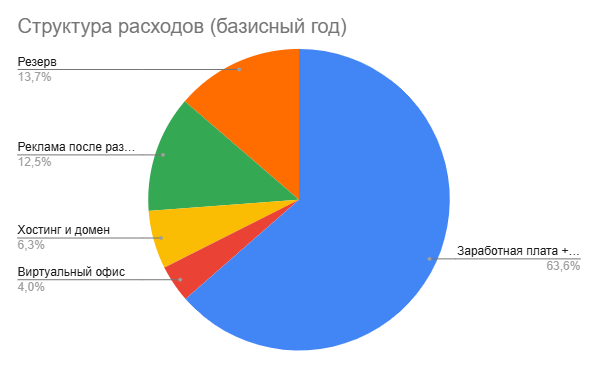 Структура расходов (базисный год)
Резерв
13,7%
Реклама после раз…
12,5%
Хостинг и домен
6,3%
Виртуальный офис
4,0%
Заработная плата +…
63,6%